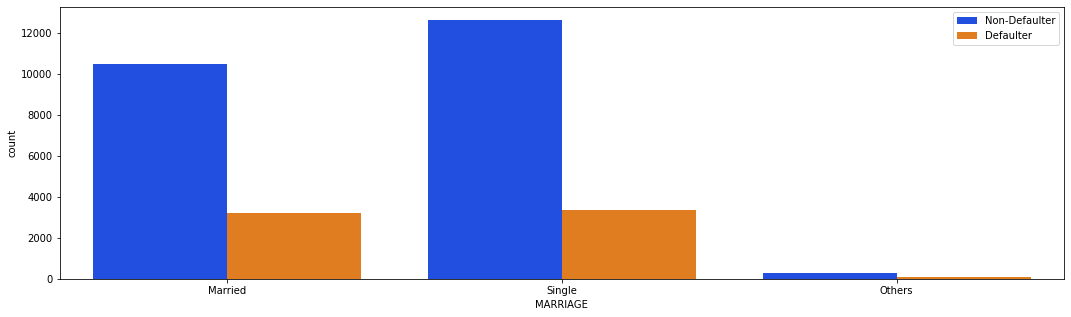 Non-Defaulter
Defaulter
12000
10000
8000
6000
4000
2000
0
count
Married
Single
Others
MARRIAGE